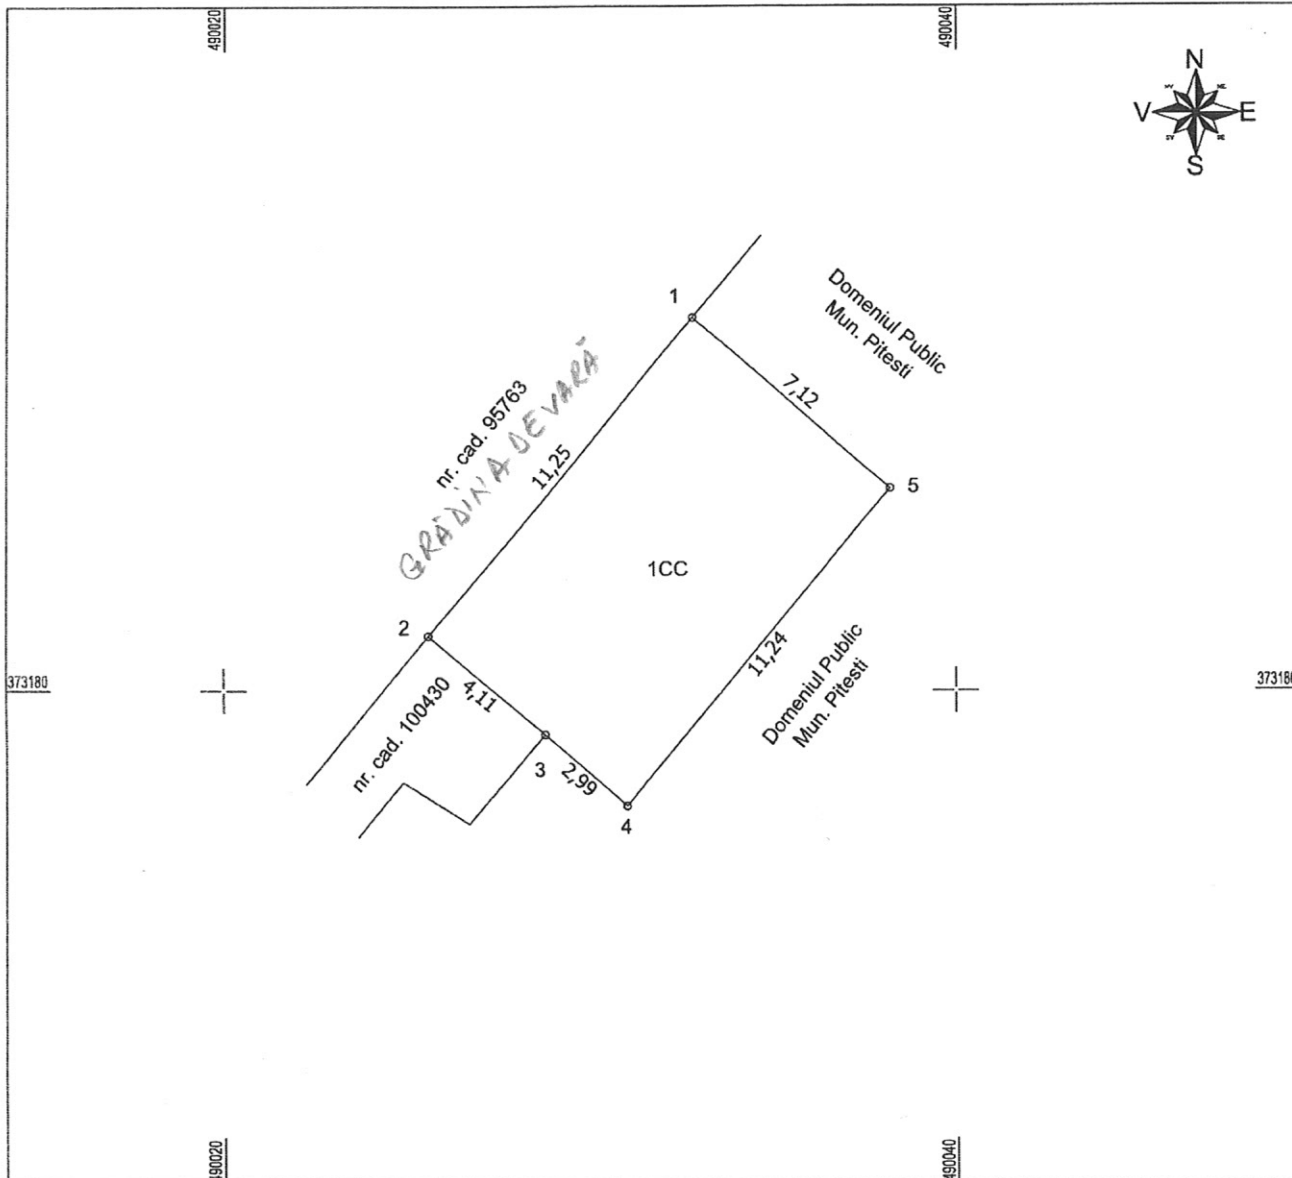 490020
490040
N
V
E
S
1
Domeniul Public
Mun. Pitesti
nr. cad. 95763
GRĂDINA DE VARĂ
11,25
7,12
5
1CC
2
11,24
Domeniul Public
Mun. Pitesti
373180
373180
nr. cad. 100430
4,11
3
2,99
4
490020
490040